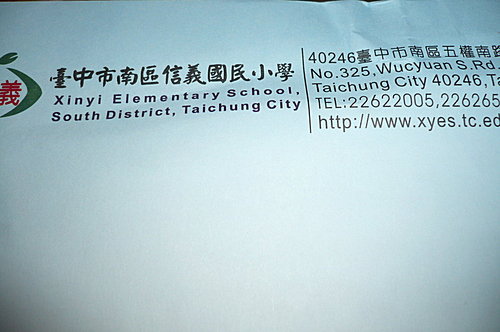 義
臺中市南區信義國民小學
Xinyi Elementary School,
South District, Taichung City
40246臺中市南區五權南路
No.325,Wucyuan S.Rd.
Taichung City 40246,Ta
TEL:22622005,226265
http://www.xyes.tc.ed